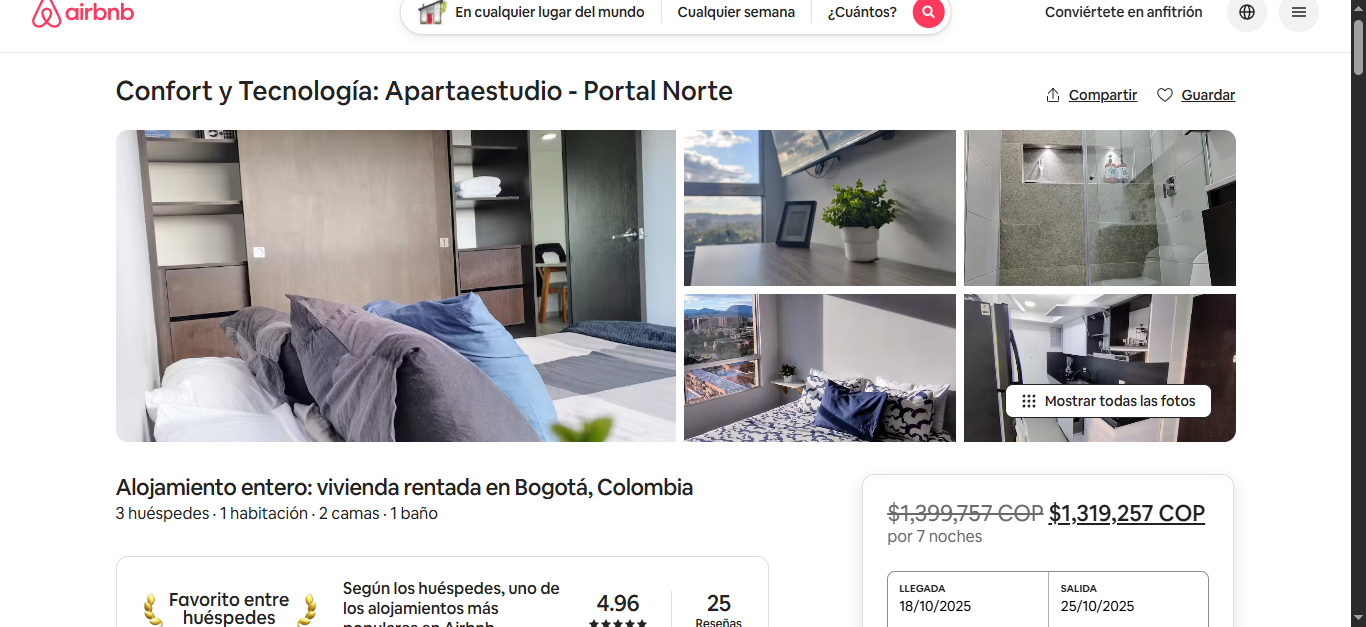 airbnb
En cualquier lugar del mundo
Cualquier semana
¿Cuántos?
Conviértete en anfitrión
Confort y Tecnología: Apartaestudio - Portal Norte
Compartir
Guardar
Mostrar todas las fotos
Alojamiento entero: vivienda rentada en Bogotá, Colombia
3 huéspedes · 1 habitación · 2 camas · 1 baño
$1,399,757 COP $1,319,257 COP
por 7 noches
LLEGADA
18/10/2025
SALIDA
25/10/2025
Favorito entre
huéspedes
Según los huéspedes, uno de
los alojamientos más
populares en Airbnb
4.96
25
Reseñas